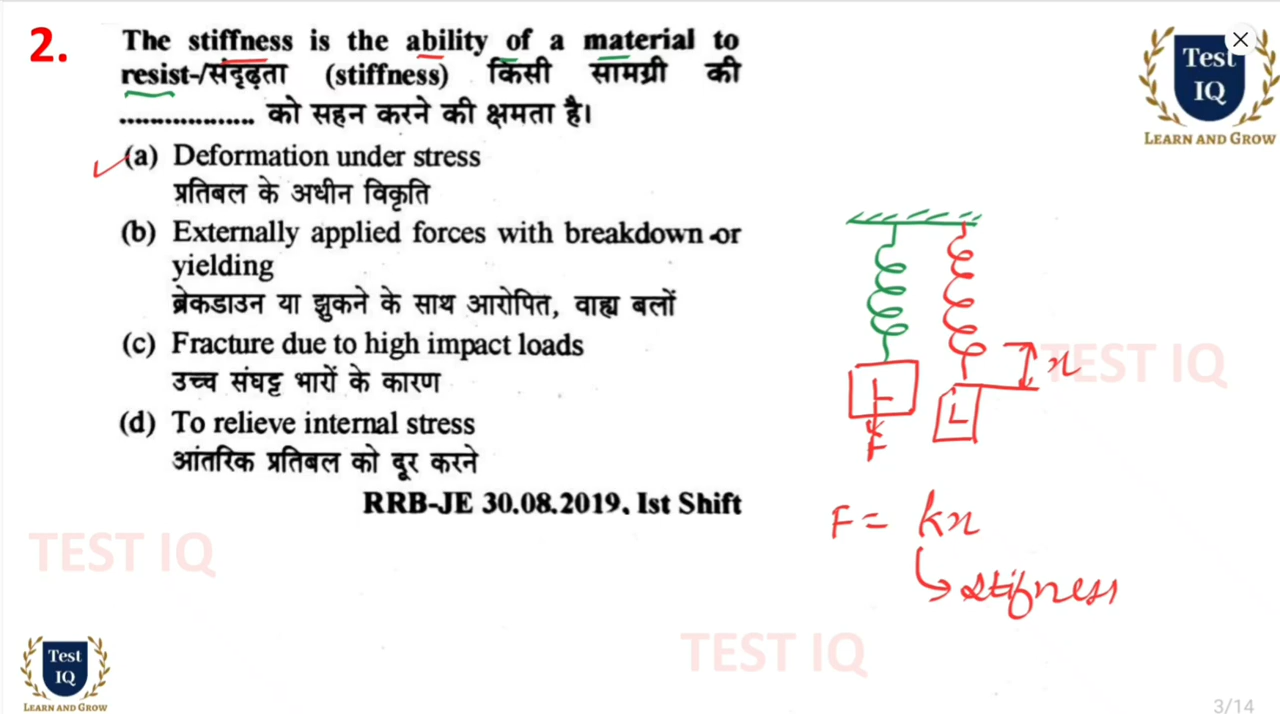 2.
The stiffness is the ability of a material to
resist-/संदृढ़ता (stiffness) किसी सामग्री की
.................. को सहन करने की क्षमता है।
(a) Deformation under stress
प्रतिबल के अधीन विकृति
(b) Externally applied forces with breakdown or
yielding
ब्रेकडाउन या झुकने के साथ आरोपित, वाह्य बलों
(c) Fracture due to high impact loads
उच्च संघट्ट भारों के कारण
(d) To relieve internal stress
आंतरिक प्रतिबल को दूर करने
RRB-JE 30.08.2019, Ist Shift
Test
IQ
LEARN AND GROW
L
F
L
x
F = kx
stifness
TEST IQ
TEST IQ
TEST IQ
Test
IQ
LEARN AND GROW
3/14